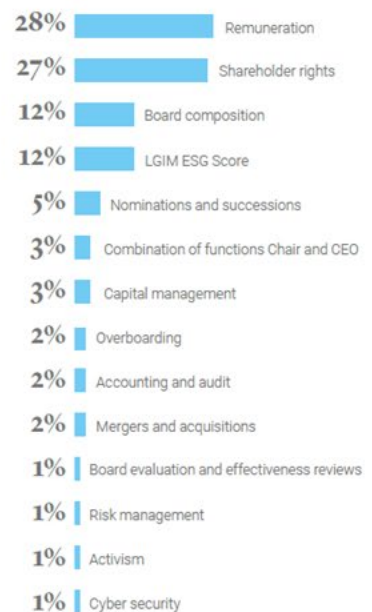 28% Remuneration
27% Shareholder rights
12% Board composition
12% LGIM ESG Score
5% Nominations and successions
3% Combination of functions Chair and CEO
3% Capital management
2% Overboarding
2% Accounting and audit
2% Mergers and acquisitions
1% Board evaluation and effectiveness reviews
1% Risk management
1% Activism
1% Cyber security